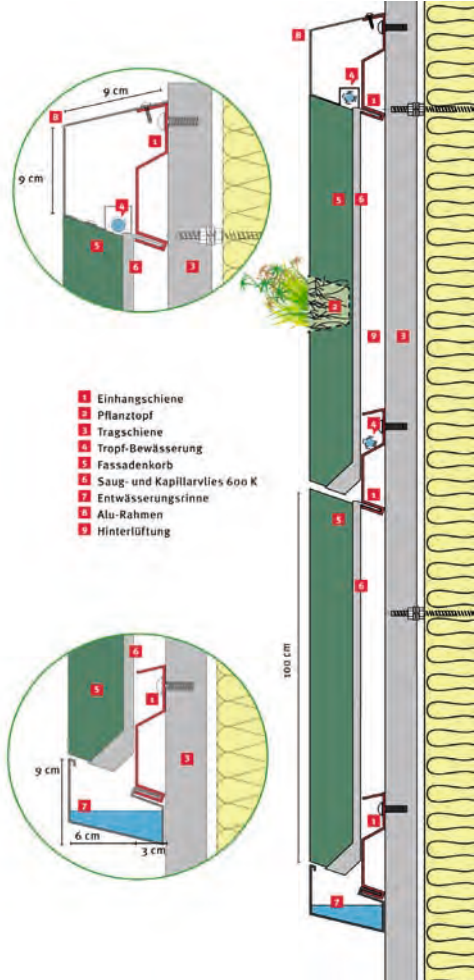 9 cm
8
1
9 cm
4
5
6
3
8
4
1
5
6
2
9
3
4
1
1 Einhangschiene
2 Pflanztopf
3 Tragschiene
4 Tropf-Bewässerung
5 Fassadenkorb
6 Saug- und Kapillarvlies 600 K
7 Entwässerungsrinne
8 Alu-Rahmen
9 Hinterlüftung
5
6
100 cm
1
7
6
5
1
3
9 cm
7
6 cm
3 cm